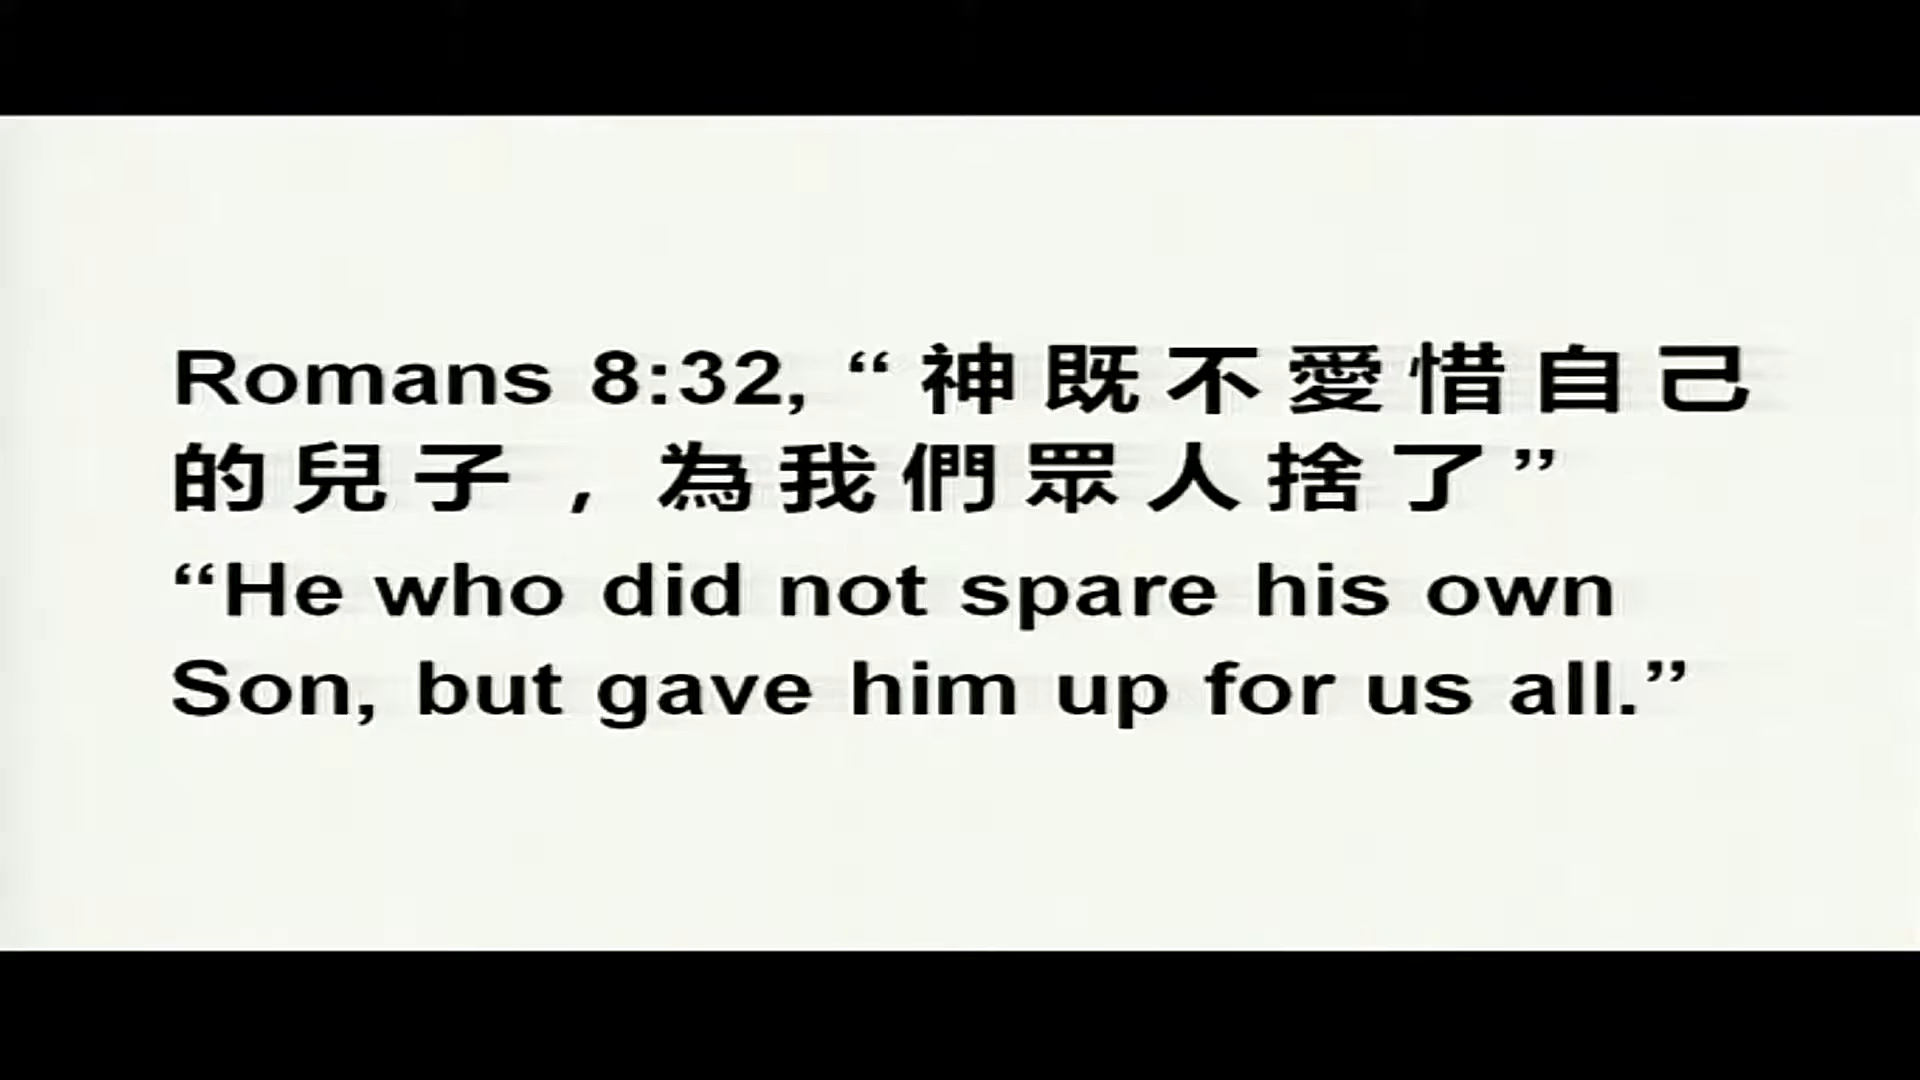 Romans 8:32, “神既不愛惜自己
的兒子，為我們眾人捨了”
“He who did not spare his own
Son, but gave him up for us all.”